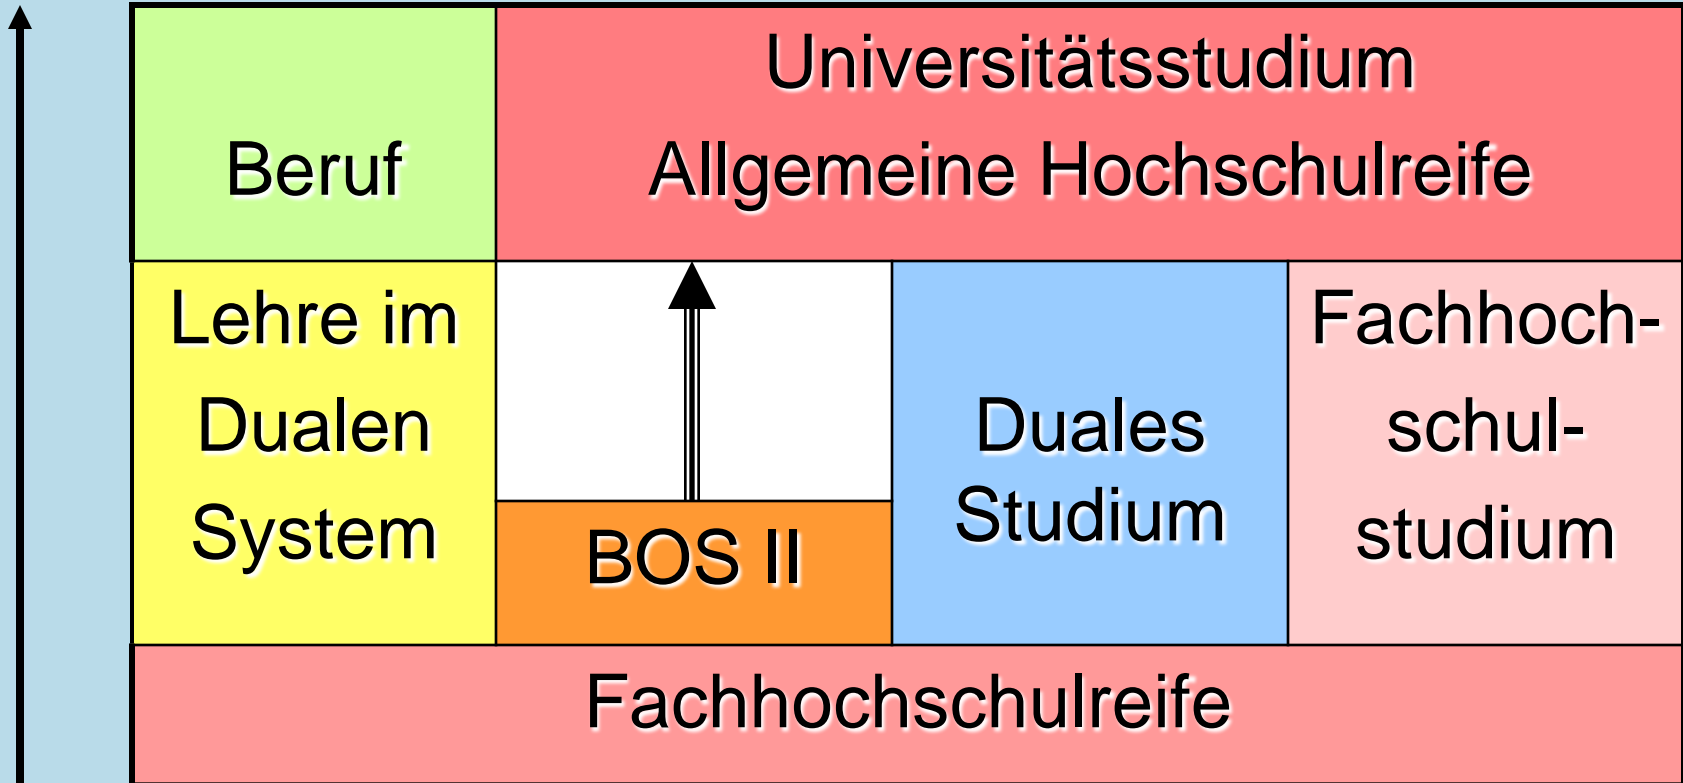 Beruf
Universitätsstudium
Allgemeine Hochschulreife
Lehre im
Dualen
System
BOS II
Duales
Studium
Fachhoch-
schul-
studium
Fachhochschulreife